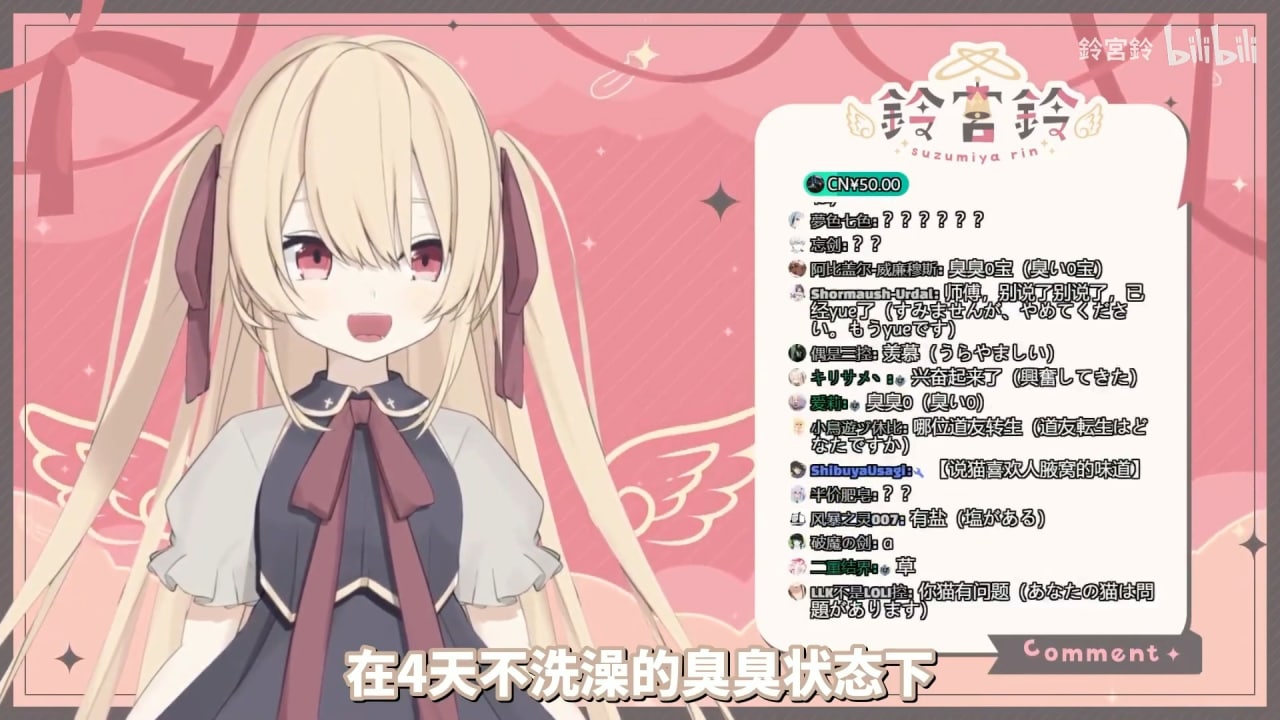 鈴宮鈴 bilibili
鈴宮鈴
suzumiya rin
CN¥50.00
夢色七色: ? ? ? ? ? ?
忘剑: ? ?
阿比盖尔-威廉穆斯: 臭臭0宝（臭い0宝）
Shormaush-Urdat: 师傅，别说了别说了，已
经yue了（すみませんが、やめてくださ
い。もうyueです）
偶是三控: 羡慕（うらやましい）
キリサメ丶: 兴奋起来了（興奮してきた）
爱莉: 臭臭0（臭い0）
小鳥遊ヅ休比: 哪位道友转生（道友転生はど
なたですか）
ShibuyaUsagi: 【说猫喜欢人腋窝的味道】
半价肥皂: ? ?
风暴之灵007: 有盐（塩がある）
破魔の剑: a
二重结界: 草
LLK不是LOLI控: 你猫有问题（あなたの猫は問
題があります）
Comment
在4天不洗澡的臭臭状态下